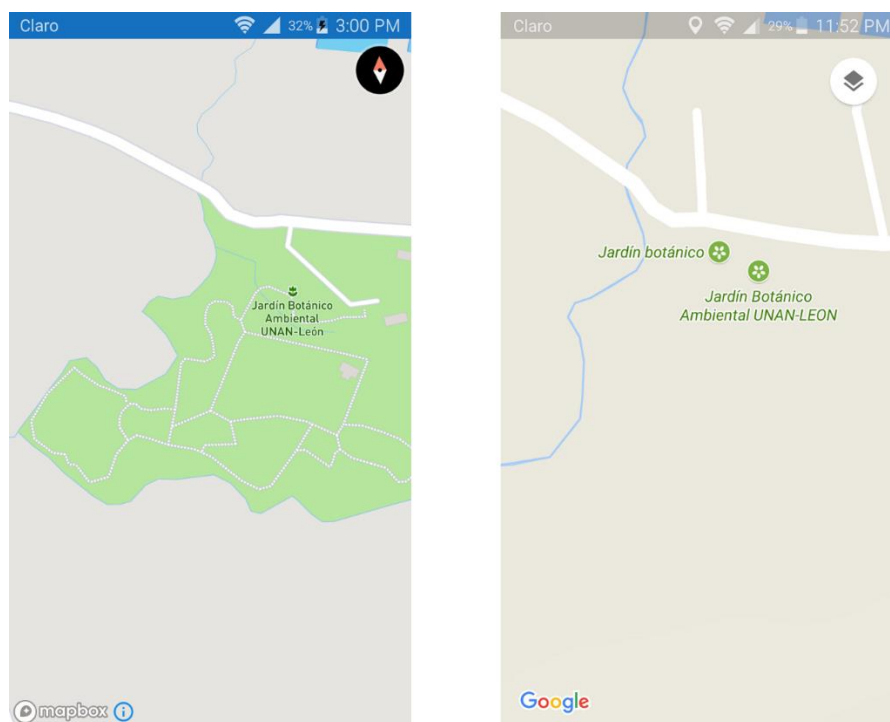 Claro
32%
3:00 PM
Jardín Botánico
Ambiental
UNAN-León
mapbox
Claro
29%
11:52 PM
Jardín botánico
Jardín Botánico
Ambiental UNAN-LEON
Google